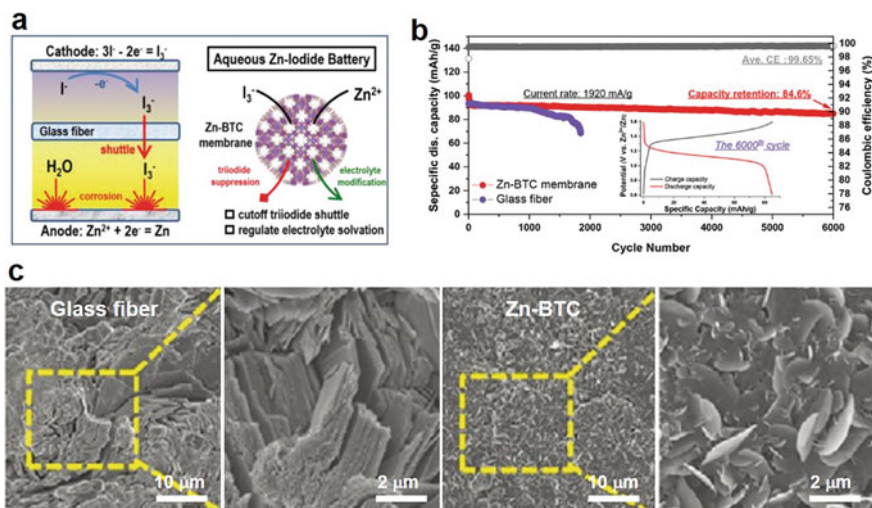 a
Cathode: 3I⁻ - 2e⁻ = I₃⁻
I⁻
-e⁻
I₃⁻
Glass fiber
shuttle
H₂O
I₃⁻
corrosion
Anode: Zn²⁺ + 2e⁻ = Zn
Aqueous Zn-Iodide Battery
I₃⁻
Zn²⁺
Zn-BTC
membrane
triiodide
suppression
electrolyte
modification
cutoff triiodide shuttle
regulate electrolyte solvation
b
Sepecific dis. capacity (mAh/g)
140
120
100
80
60
40
20
0
Ave. CE : 99.65%
Current rate: 1920 mA/g
Capacity retention: 84.6%
Zn-BTC membrane
Glass fiber
The 6000th cycle
Potential (V vs. Zn²⁺/Zn)
Charge capacity
Discharge capacity
Specific Capacity (mAh/g)
0
1000
2000
3000
4000
5000
6000
Cycle Number
100
98
96
94
92
90
88
86
84
82
80
78
76
Coulombic efficiency (%)
c
Glass fiber
10 μm
2 μm
Zn-BTC
10 μm
2 μm